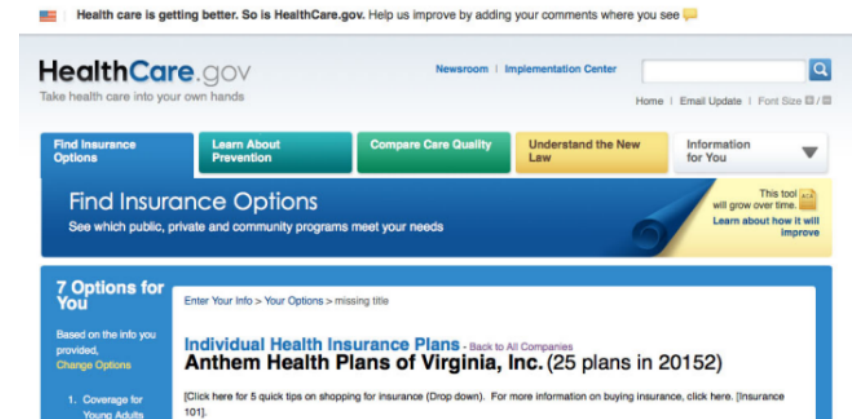 Health care is getting better. So is HealthCare.gov. Help us improve by adding your comments where you see
HealthCare.gov
Take health care into your own hands
Newsroom | Implementation Center
Home | Email Update | Font Size ⊞ / ⊟
Find Insurance
Options
Learn About
Prevention
Compare Care Quality
Understand the New
Law
Information
for You
Find Insurance Options
See which public, private and community programs meet your needs
This tool
will grow over time.
Learn about how it will
improve
7 Options for
You
Based on the info you
provided,
Change Options
1. Coverage for
Young Adults
Enter Your Info > Your Options > missing title
Individual Health Insurance Plans - Back to All Companies
Anthem Health Plans of Virginia, Inc. (25 plans in 20152)
[Click here for 5 quick tips on shopping for insurance (Drop down). For more information on buying insurance, click here. [Insurance
101].